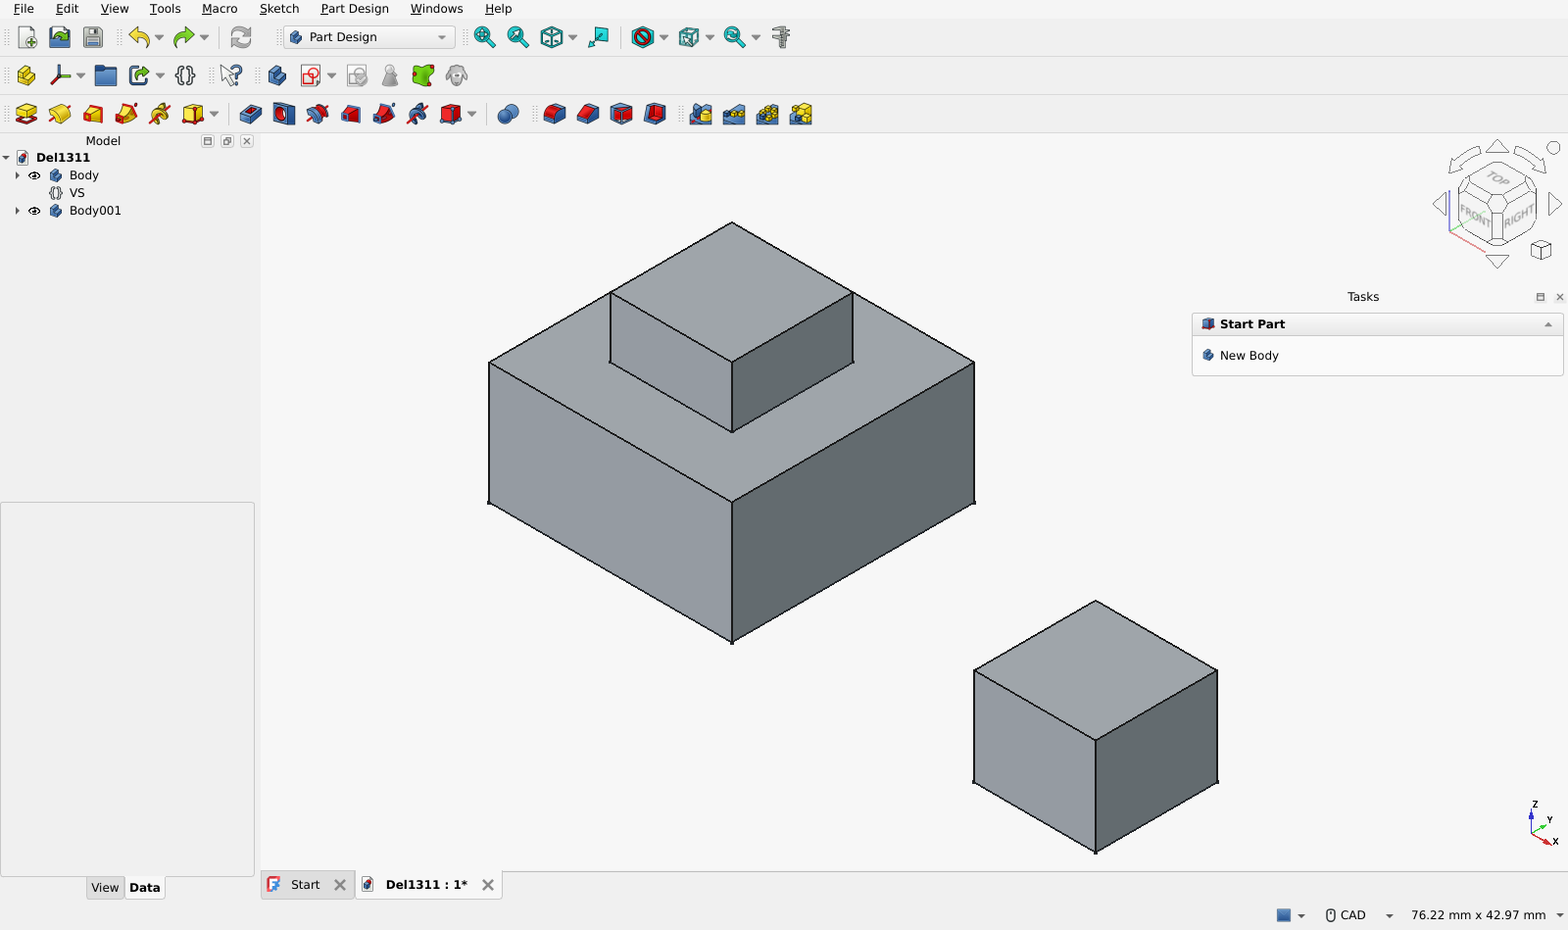 File Edit View Tools Macro Sketch Part Design Windows Help
Part Design
Model
Del1311
Body
VS
Body001
TOP
FRONT
RIGHT
Tasks
Start Part
New Body
Z
Y
X
View Data
Start
Del1311 : 1*
CAD
76.22 mm x 42.97 mm